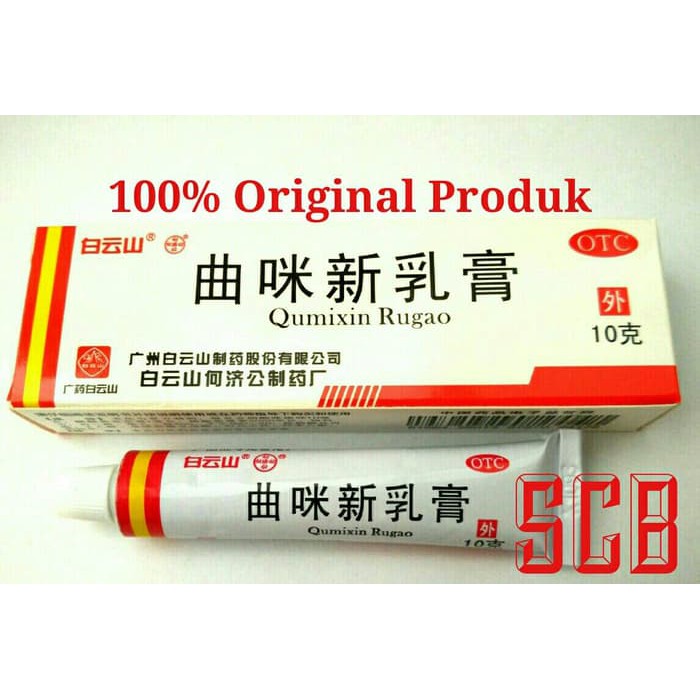 100% Original Produk
白云山®
OTC
曲咪新乳膏
Qumixin Rugao
外
10克
广州白云山制药股份有限公司
白云山何济公制药厂
广药白云山
白云山®
OTC
曲咪新乳膏
Qumixin Rugao
外
10克
SCB